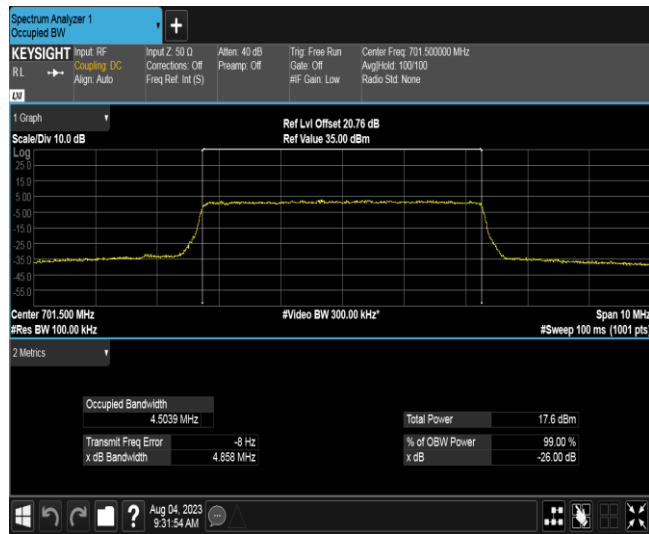 Spectrum Analyzer 1
Occupied BW
+
KEYSIGHT
RL
LXI
Input: RF
Coupling: DC
Align: Auto
Input Z: 50 Ω
Corrections: Off
Freq Ref: Int (S)
Atten: 40 dB
Preamp: Off
Trig: Free Run
Gate: Off
#IF Gain: Low
Center Freq: 701.500000 MHz
Avg|Hold: 100/100
Radio Std: None
1 Graph
Scale/Div 10.0 dB
Ref Lvl Offset 20.76 dB
Ref Value 35.00 dBm
Log
25.0
15.0
5.00
-5.00
-15.0
-25.0
-35.0
-45.0
-55.0
Center 701.500 MHz
#Res BW 100.00 kHz
#Video BW 300.00 kHz*
Span 10 MHz
#Sweep 100 ms (1001 pts)
2 Metrics
Occupied Bandwidth
4.5039 MHz
Transmit Freq Error -8 Hz
x dB Bandwidth 4.858 MHz
Total Power 17.6 dBm
% of OBW Power 99.00 %
x dB -26.00 dB
?
Aug 04, 2023
9:31:54 AM